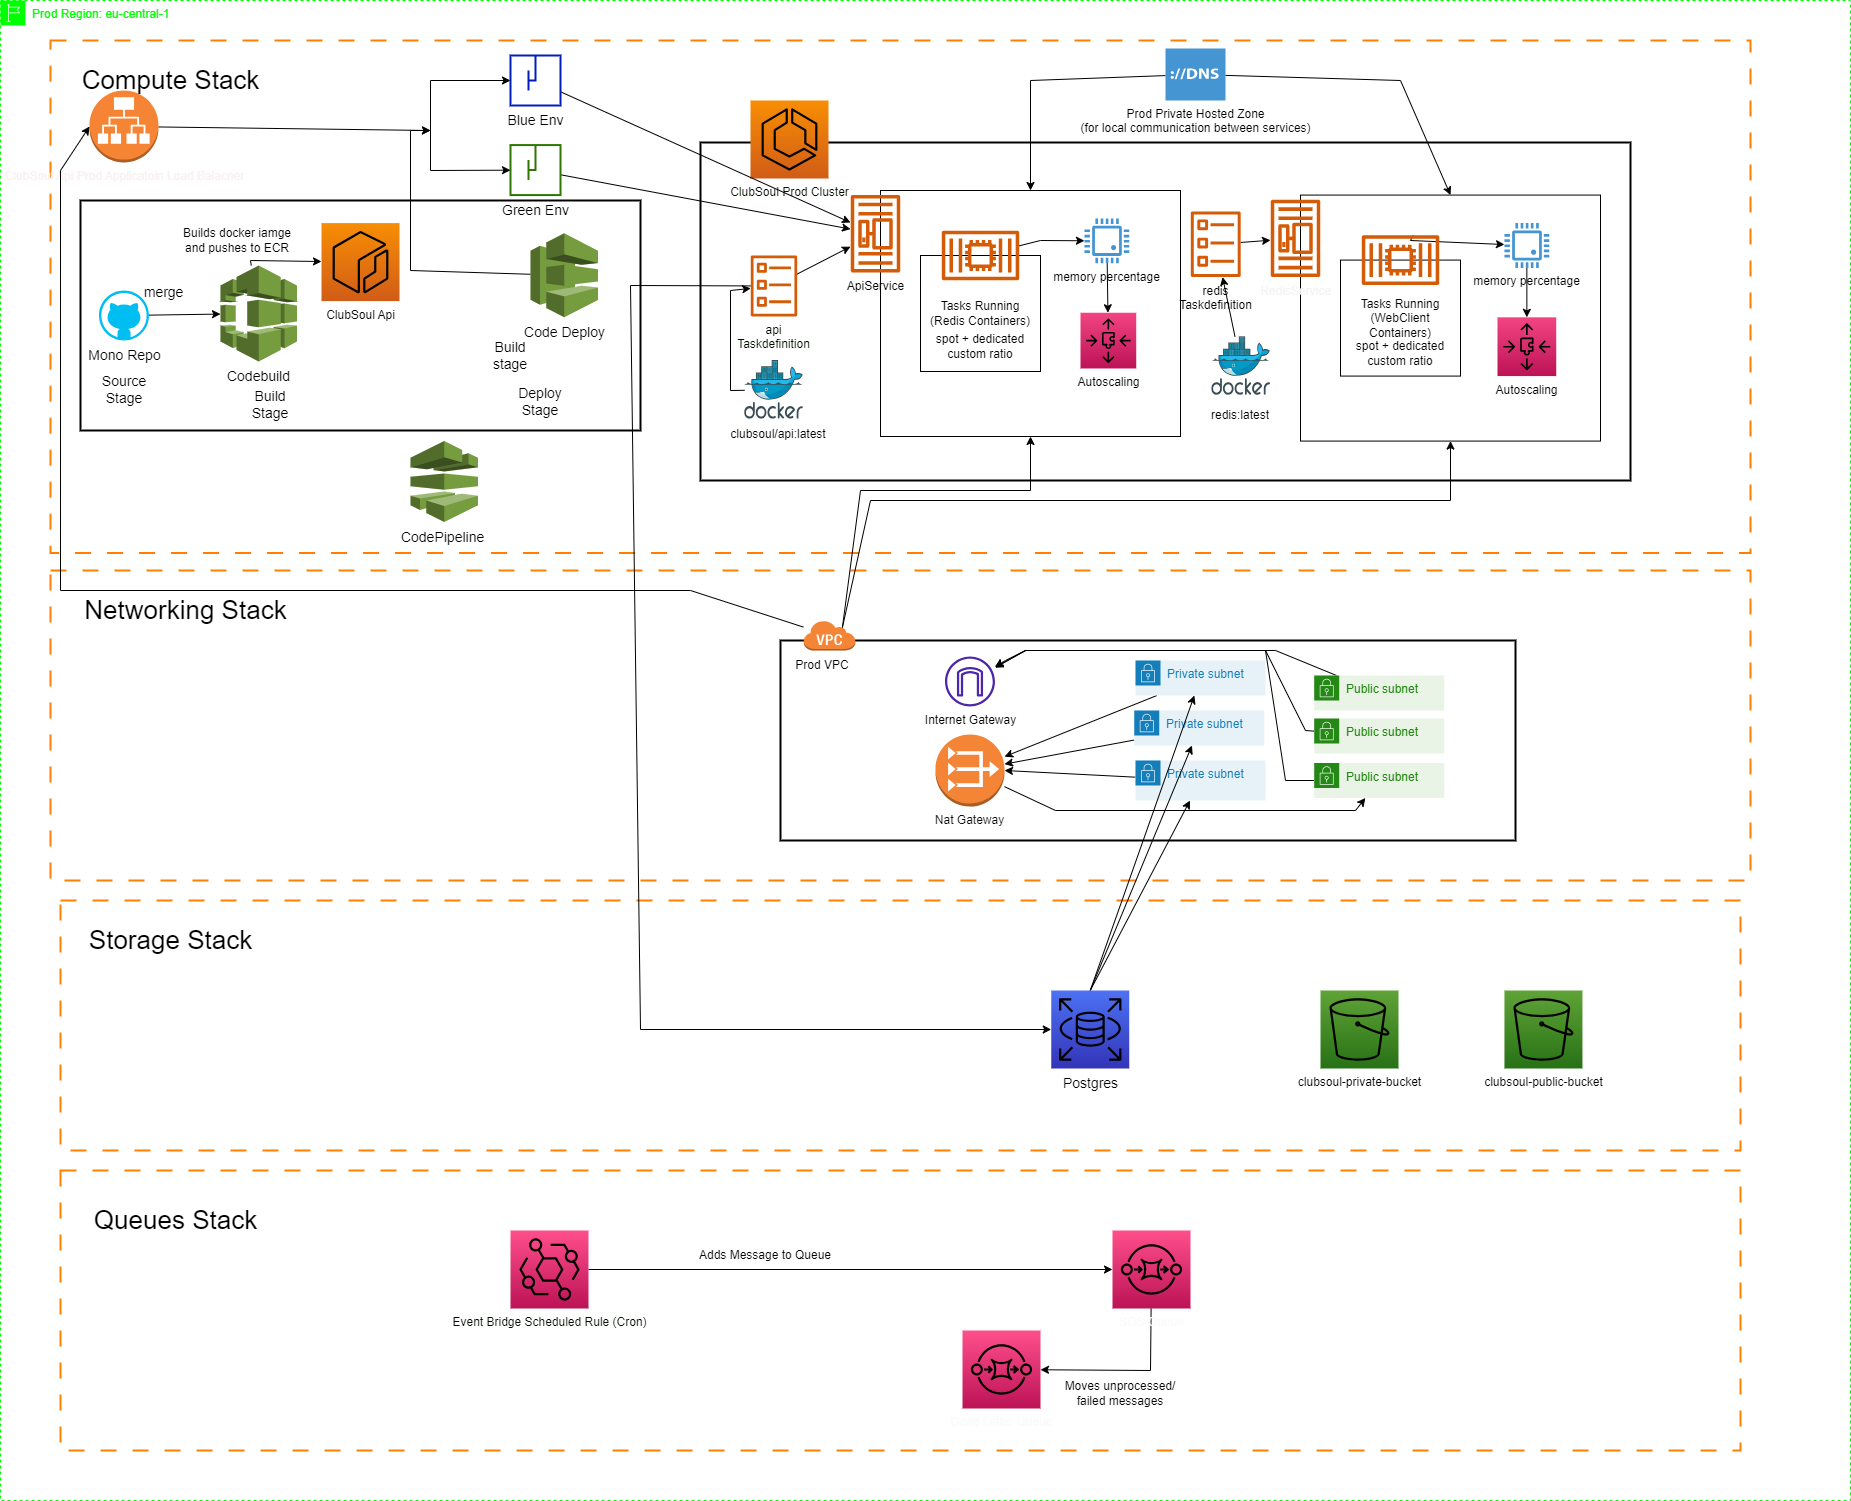 Prod Region: eu-central-1
Compute Stack
ClubSoul Prod Applicatoin Load Balacner
Blue Env
Green Env
Builds docker iamge
and pushes to ECR
merge
Mono Repo
Source
Stage
Codebuild
Build
Stage
ClubSoul Api
Code Deploy
Build
stage
Deploy
Stage
CodePipeline
://DNS
Prod Private Hosted Zone
(for local communication between services)
ClubSoul Prod Cluster
ApiService
api
Taskdefinition
docker
clubsoul/api:latest
Tasks Running
(Redis Containers)
spot + dedicated
custom ratio
memory percentage
Autoscaling
redis
Taskdefinition
docker
redis:latest
RedisService
Tasks Running
(WebClient
Containers)
spot + dedicated
custom ratio
memory percentage
Autoscaling
Networking Stack
VPC
Prod VPC
Internet Gateway
Nat Gateway
Private subnet
Private subnet
Private subnet
Public subnet
Public subnet
Public subnet
Storage Stack
Postgres
clubsoul-private-bucket
clubsoul-public-bucket
Queues Stack
Event Bridge Scheduled Rule (Cron)
Adds Message to Queue
Moves unprocessed/
failed messages